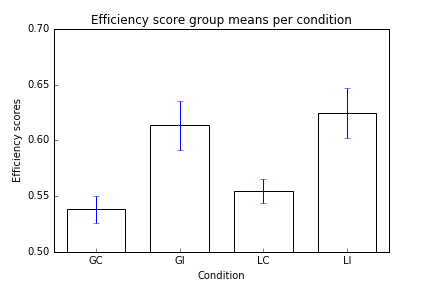 Efficiency score group means per condition
0.70
0.65
0.60
0.55
0.50
Efficiency scores
GC GI LC LI
Condition